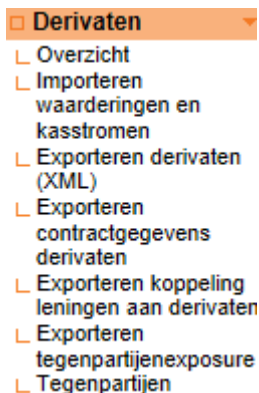 Derivaten
Overzicht
Importeren
waarderingen en
kasstromen
Exporteren derivaten
(XML)
Exporteren
contractgegevens
derivaten
Exporteren koppeling
leningen aan derivaten
Exporteren
tegenpartijenexposure
Tegenpartijen